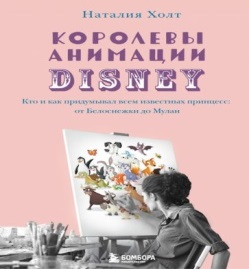 Наталия Холт
КОРОЛЕВЫ
АНИМАЦИИ
DISNEY
Кто и как придумывал всем известных принцесс:
от Белоснежки до Мулан
БОМБОРА